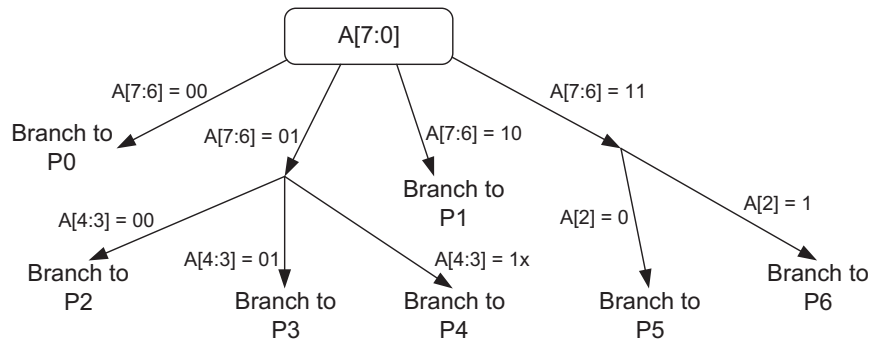 A[7:0]
A[7:6] = 00
A[7:6] = 01
A[7:6] = 10
A[7:6] = 11
Branch to
P0
Branch to
P1
A[4:3] = 00
A[4:3] = 01
A[4:3] = 1x
A[2] = 0
A[2] = 1
Branch to
P2
Branch to
P3
Branch to
P4
Branch to
P5
Branch to
P6